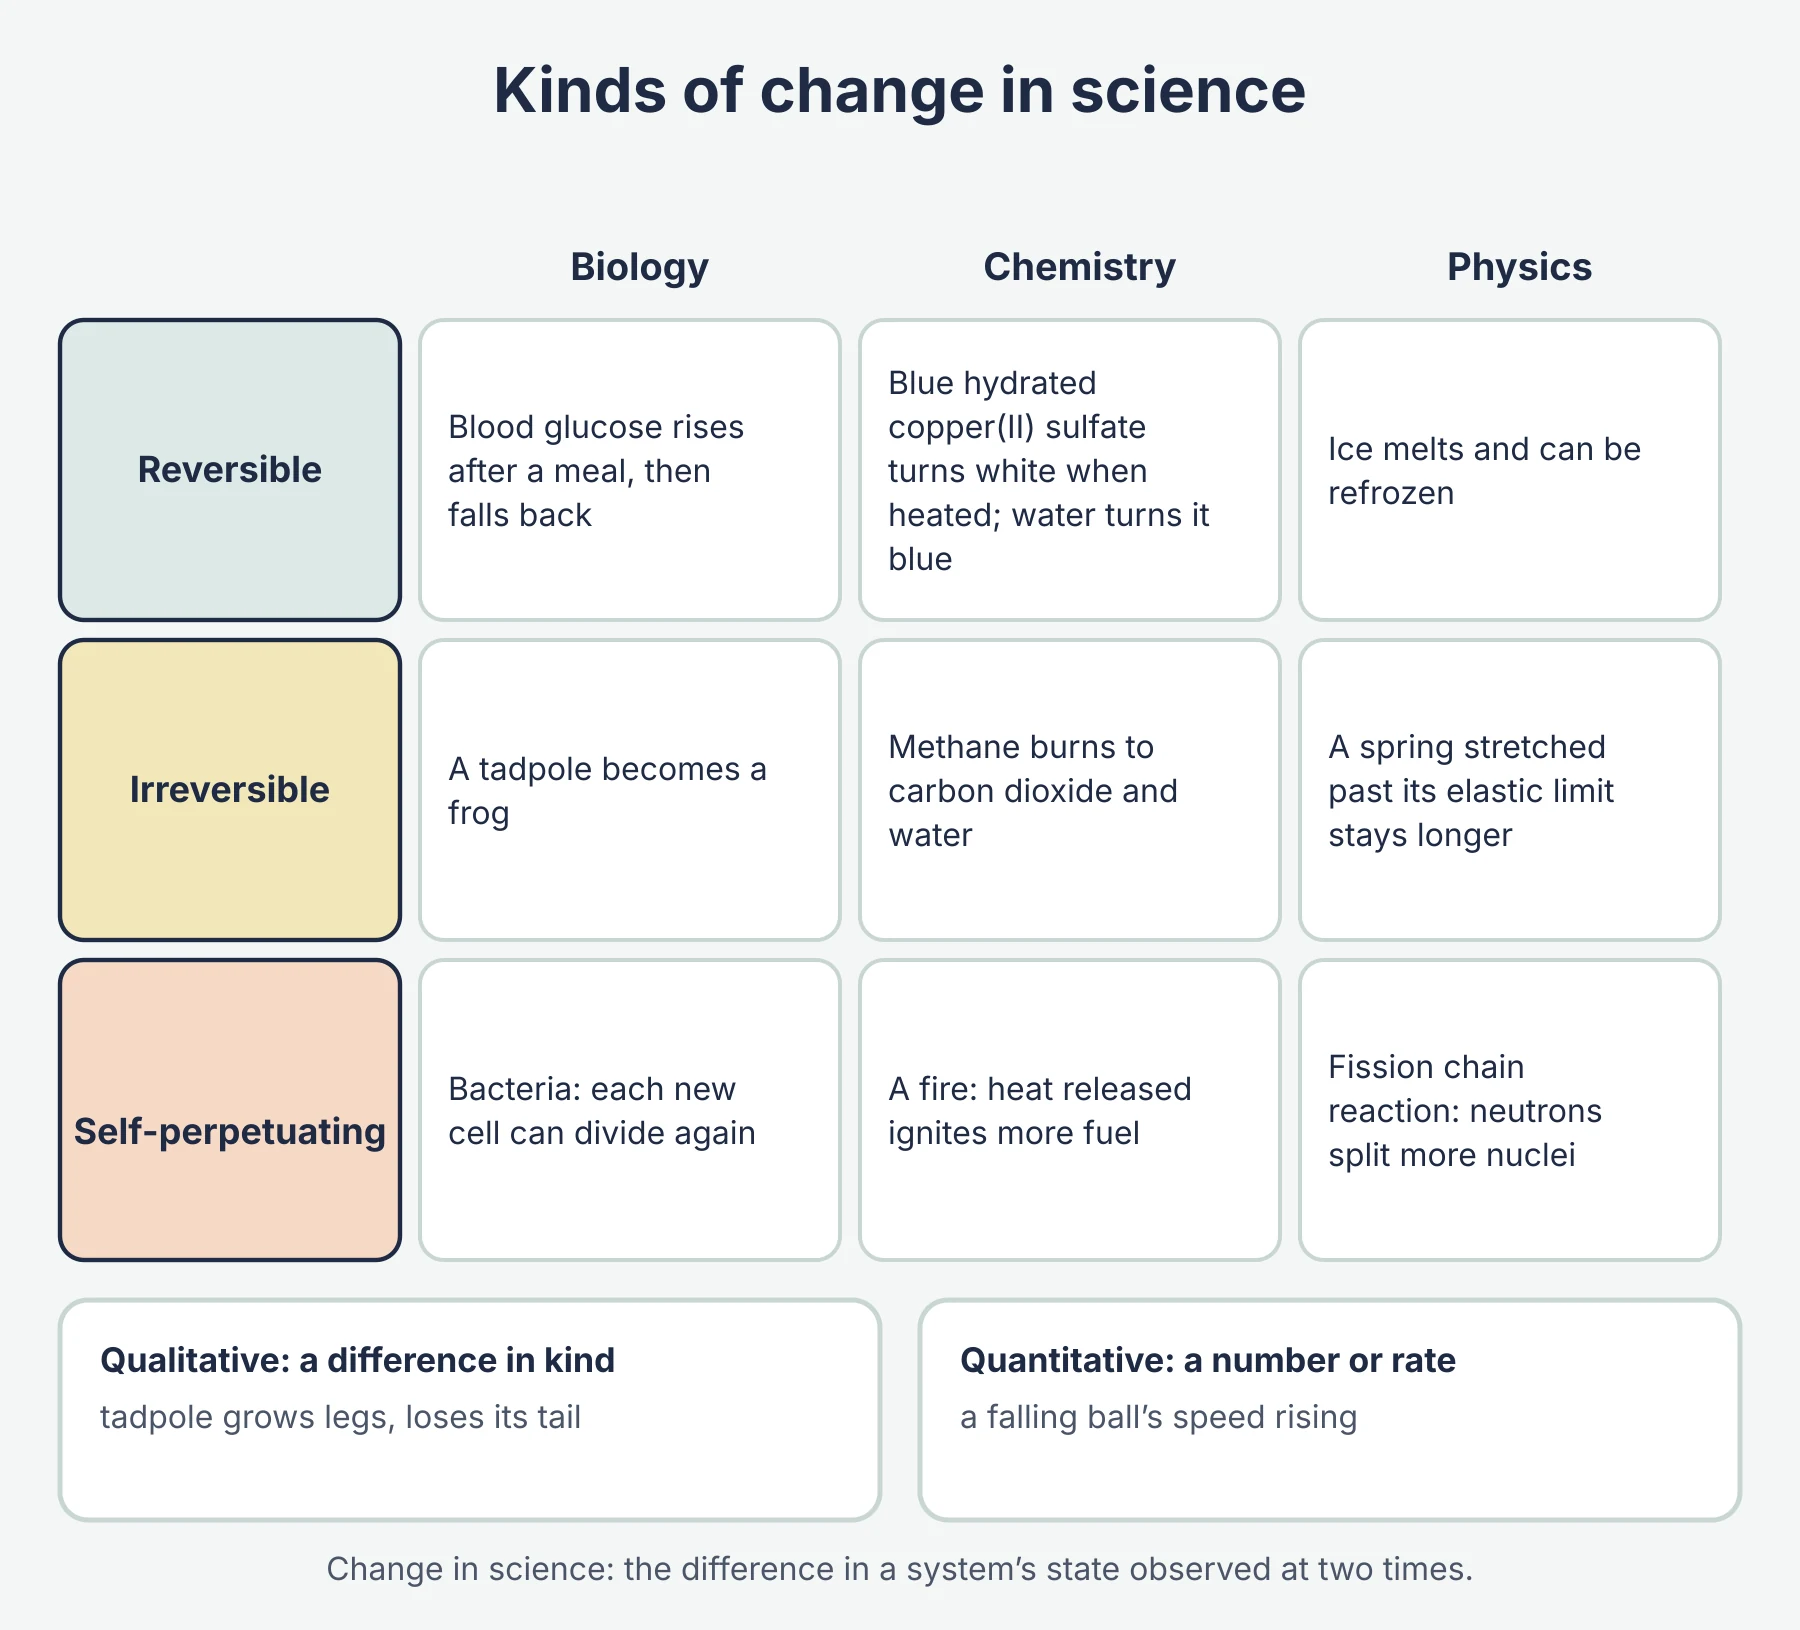 Kinds of change in science
Biology
Chemistry
Physics
Reversible
Blood glucose rises
after a meal, then
falls back
Blue hydrated
copper(II) sulfate
turns white when
heated; water turns it
blue
Ice melts and can be
refrozen
Irreversible
A tadpole becomes a
frog
Methane burns to
carbon dioxide and
water
A spring stretched
past its elastic limit
stays longer
Self-perpetuating
Bacteria: each new
cell can divide again
A fire: heat released
ignites more fuel
Fission chain
reaction: neutrons
split more nuclei
Qualitative: a difference in kind
tadpole grows legs, loses its tail
Quantitative: a number or rate
a falling ball’s speed rising
Change in science: the difference in a system’s state observed at two times.